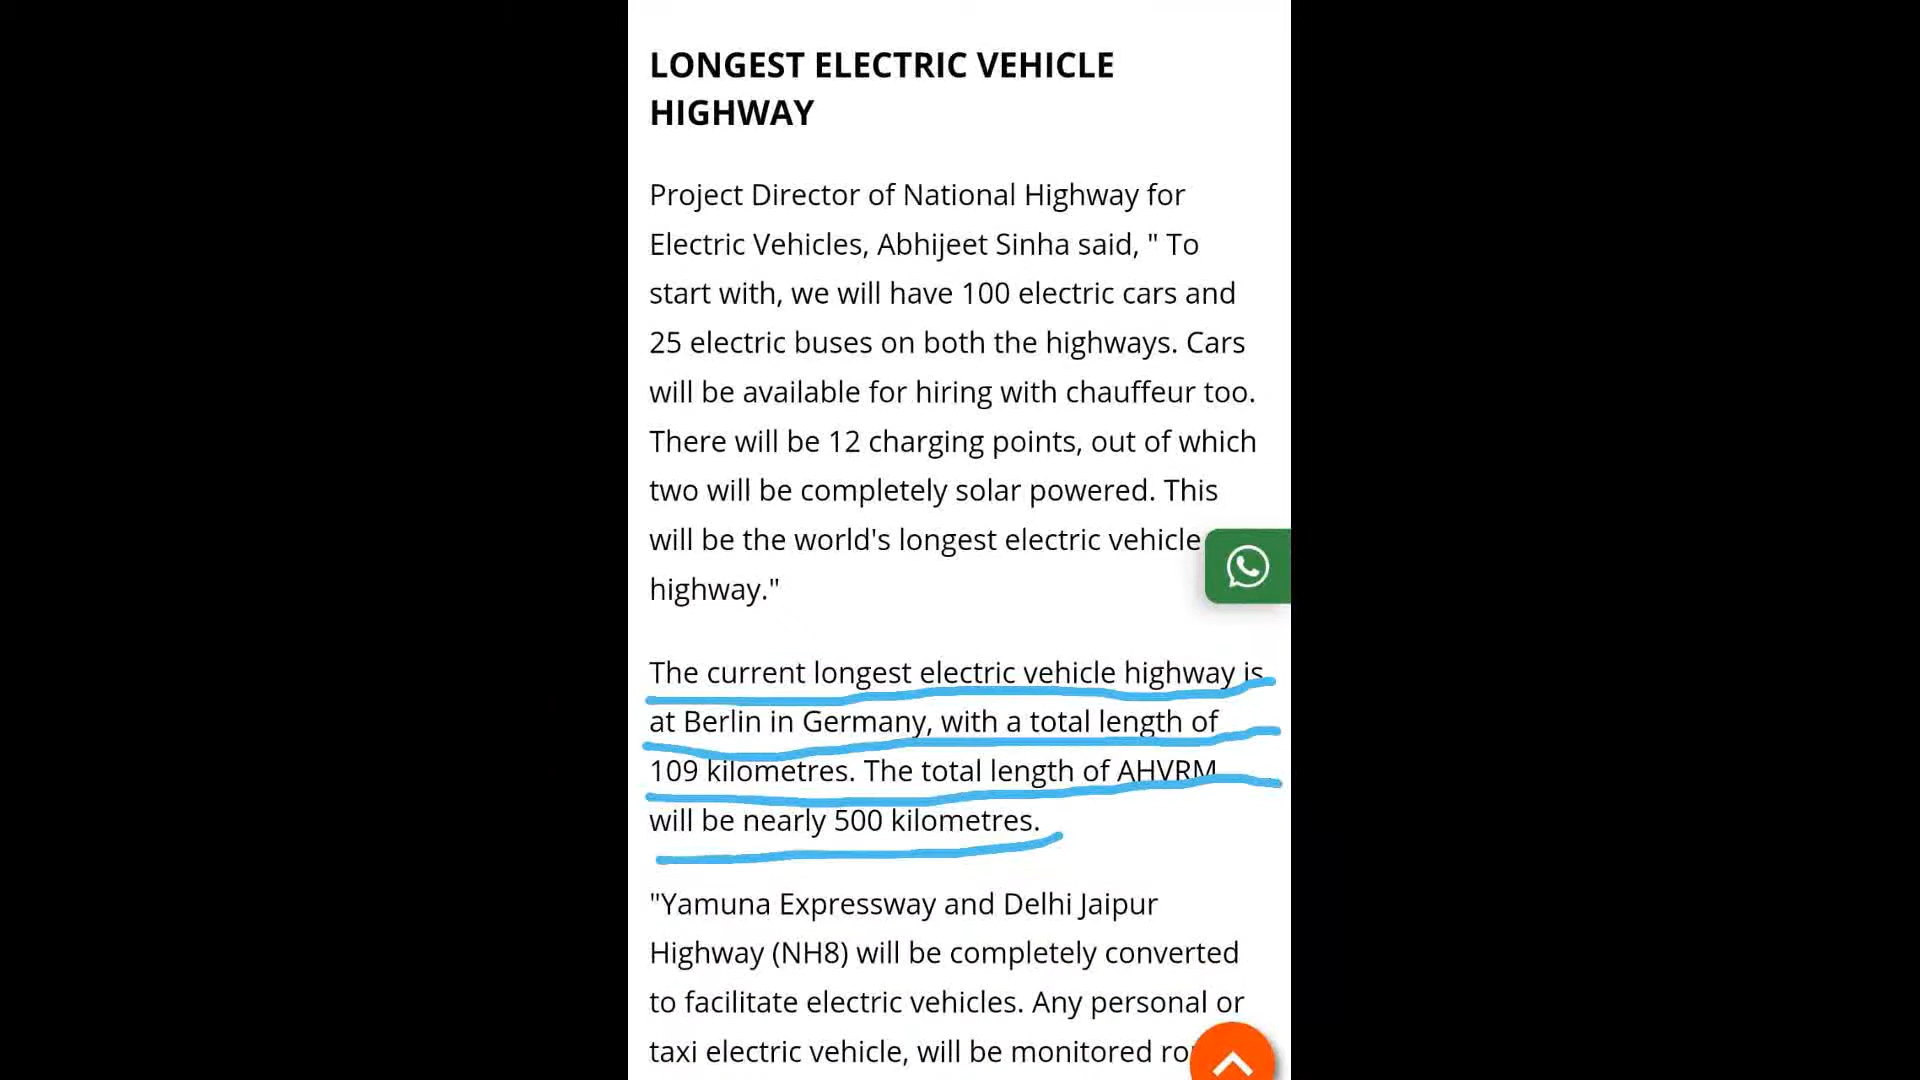 LONGEST ELECTRIC VEHICLE
HIGHWAY
Project Director of National Highway for
Electric Vehicles, Abhijeet Sinha said, " To
start with, we will have 100 electric cars and
25 electric buses on both the highways. Cars
will be available for hiring with chauffeur too.
There will be 12 charging points, out of which
two will be completely solar powered. This
will be the world's longest electric vehicle
highway."
The current longest electric vehicle highway is
at Berlin in Germany, with a total length of
109 kilometres. The total length of AHVRM
will be nearly 500 kilometres.
"Yamuna Expressway and Delhi Jaipur
Highway (NH8) will be completely converted
to facilitate electric vehicles. Any personal or
taxi electric vehicle, will be monitored